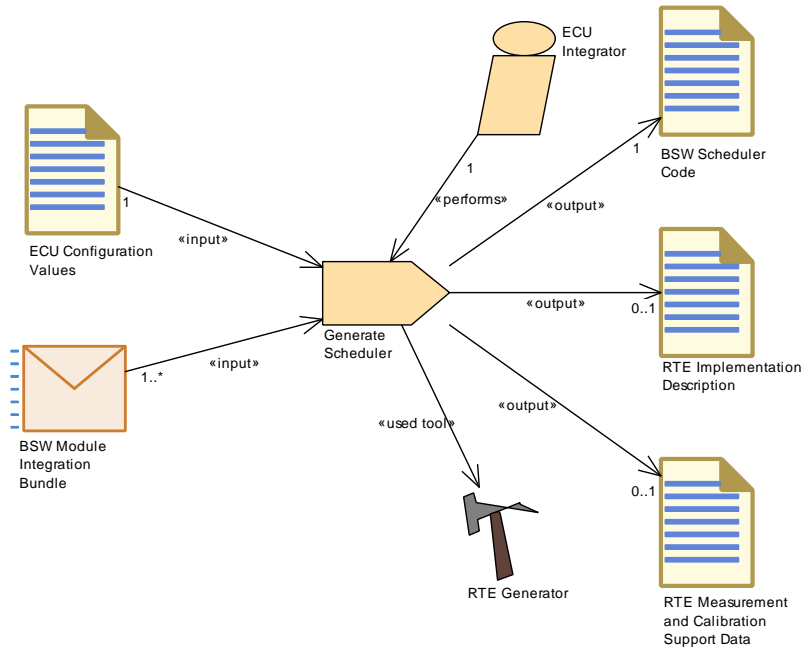 ECU
Integrator
BSW Scheduler
Code
1
1
«performs»
«output»
1
ECU Configuration
Values
«input»
«output»
0..1
Generate
Scheduler
RTE Implementation
Description
«input»
1..*
BSW Module
Integration
Bundle
«used tool»
«output»
0..1
RTE Generator
RTE Measurement
and Calibration
Support Data